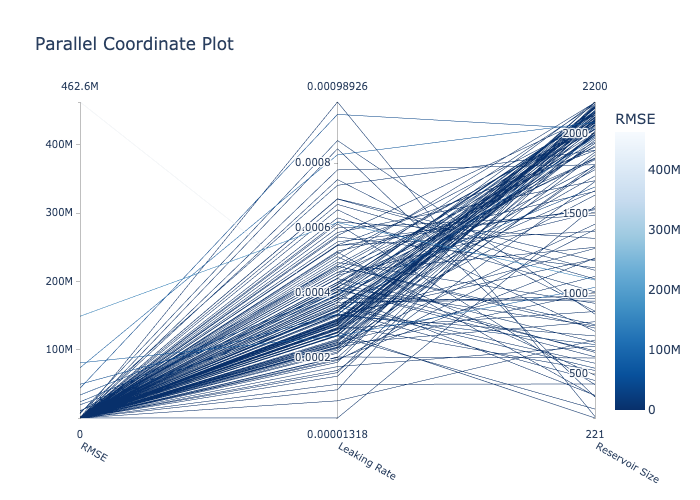 Parallel Coordinate Plot
462.6M
0.00098926
2200
RMSE
400M
300M
200M
100M
0.0008
0.0006
0.0004
0.0002
2000
1500
1000
500
400M
300M
200M
100M
0
0
0.00001318
221
RMSE
Leaking Rate
Reservoir Size